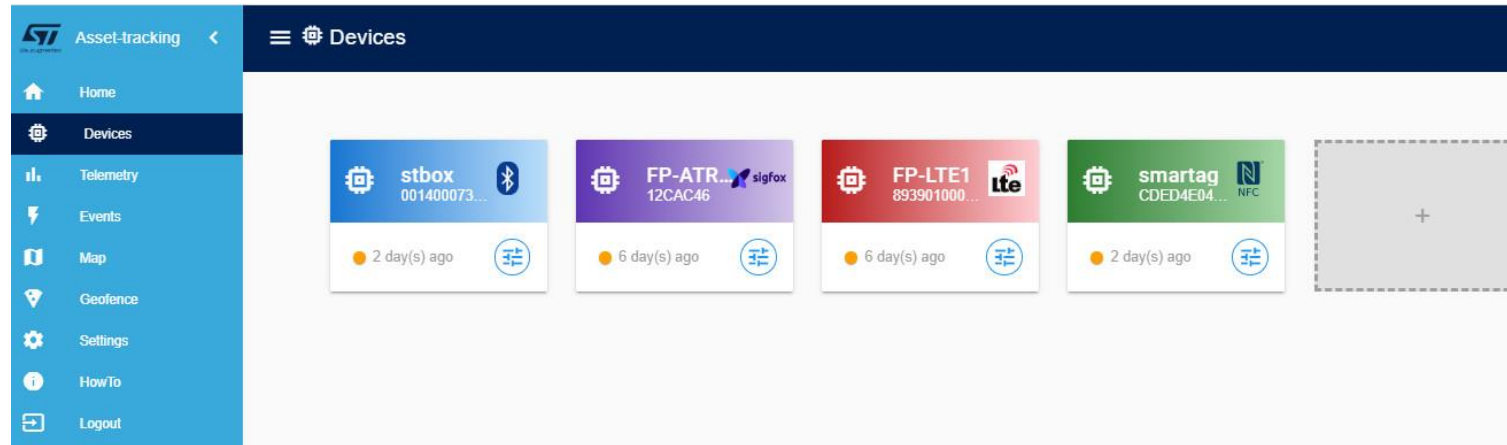 ST Asset-tracking
Devices
Home
Devices
Telemetry
Events
Map
Geofence
Settings
HowTo
Logout
stbox
001400073...
2 day(s) ago
FP-ATR...
sigfox
12CAC46
6 day(s) ago
FP-LTE1
lte
893901000...
6 day(s) ago
smartag
NFC
CDED4E04...
2 day(s) ago
+